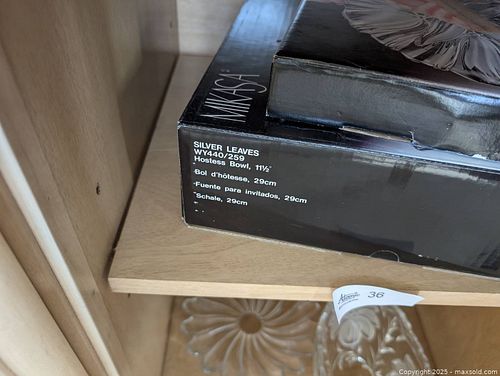 MIKASA
SILVER LEAVES
WY440/259
Hostess Bowl, 11½"
Bol d'hôtesse, 29cm
Fuente para invitados, 29cm
Schale, 29cm
36
Copyright © 2025 - maxsold.com